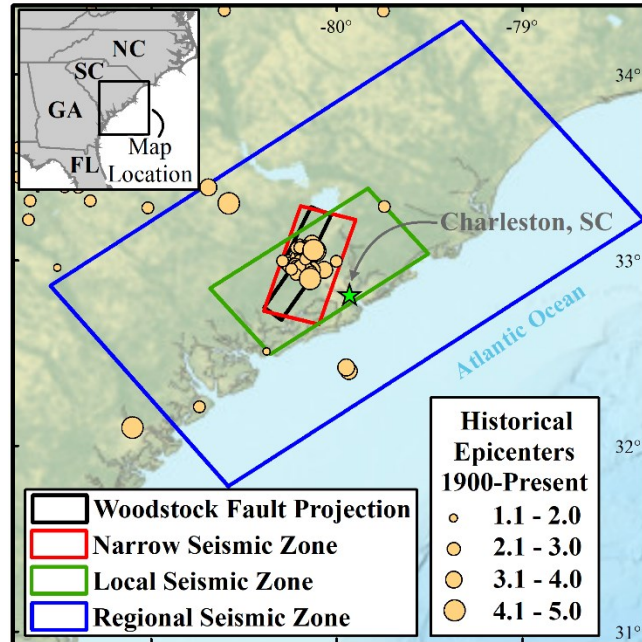 -80°
-79°
34°
33°
32°
31°
NC
SC
GA
FL
Map
Location
Charleston, SC
Atlantic Ocean
Woodstock Fault Projection
Narrow Seismic Zone
Local Seismic Zone
Regional Seismic Zone
Historical
Epicenters
1900-Present
1.1 - 2.0
2.1 - 3.0
3.1 - 4.0
4.1 - 5.0